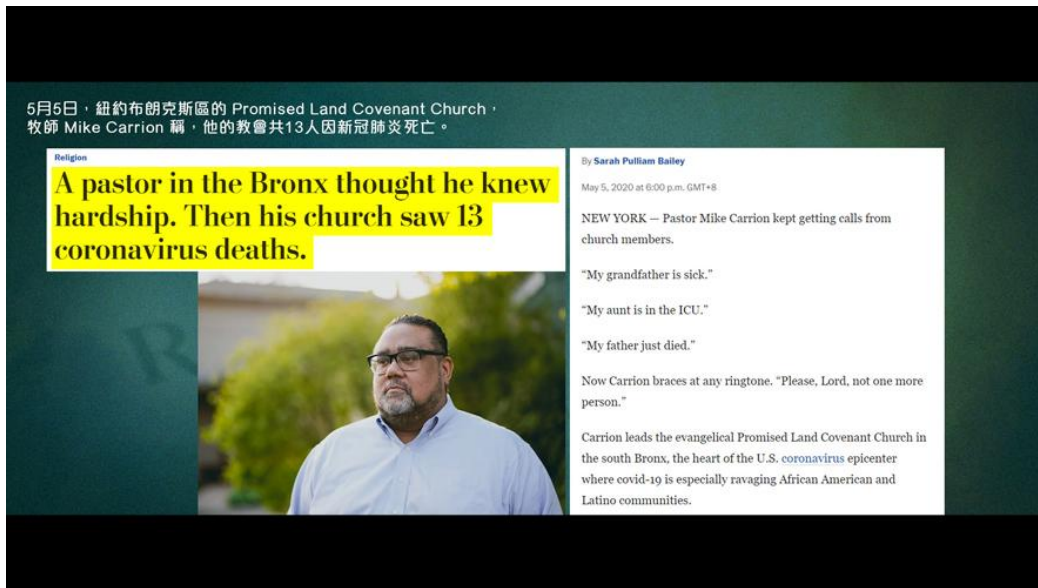 5月5日,紐約布朗克斯區的 Promised Land Covenant Church,
牧師 Mike Carrion 稱,他的教會共13人因新冠肺炎死亡。
Religion
A pastor in the Bronx thought he knew
hardship. Then his church saw 13
coronavirus deaths.
By Sarah Pulliam Bailey
May 5, 2020 at 6:00 p.m. GMT+8
NEW YORK — Pastor Mike Carrion kept getting calls from
church members.
“My grandfather is sick.”
“My aunt is in the ICU.”
“My father just died.”
Now Carrion braces at any ringtone. “Please, Lord, not one more
person.”
Carrion leads the evangelical Promised Land Covenant Church in
the south Bronx, the heart of the U.S. coronavirus epicenter
where covid-19 is especially ravaging African American and
Latino communities.